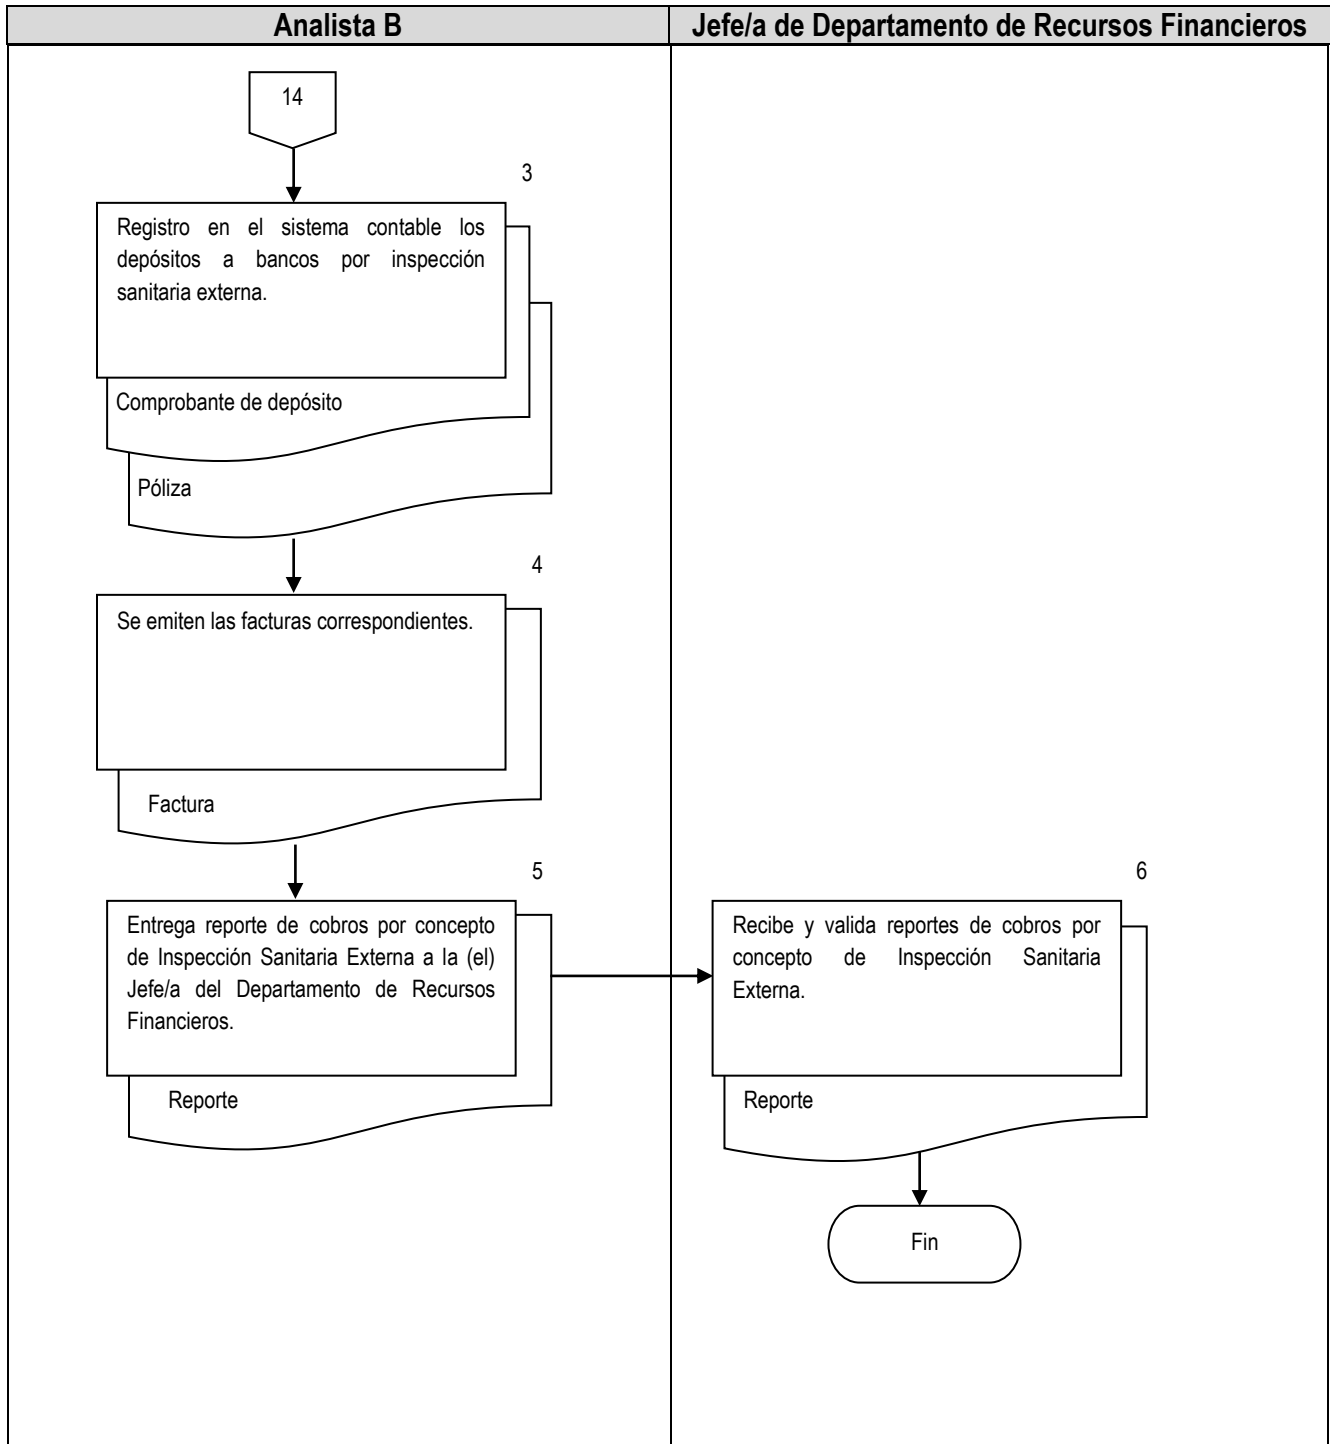 Analista B
Jefe/a de Departamento de Recursos Financieros
14
3
Registro en el sistema contable los
depósitos a bancos por inspección
sanitaria externa.
Comprobante de depósito
Póliza
4
Se emiten las facturas correspondientes.
Factura
5
Entrega reporte de cobros por concepto
de Inspección Sanitaria Externa a la (el)
Jefe/a del Departamento de Recursos
Financieros.
Reporte
6
Recibe y valida reportes de cobros por
concepto de Inspección Sanitaria
Externa.
Reporte
Fin